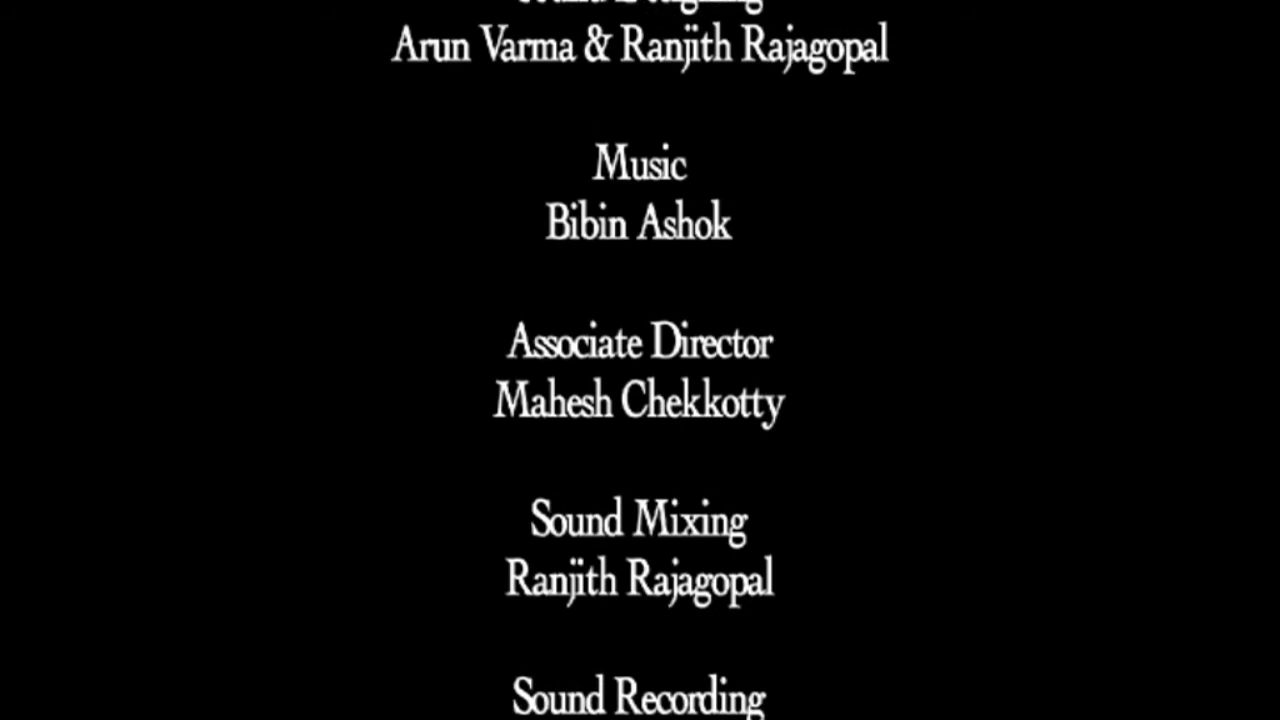 Arun Varma & Ranjith Rajagopal
Music
Bibin Ashok
Associate Director
Mahesh Chekkotty
Sound Mixing
Ranjith Rajagopal
Sound Recording